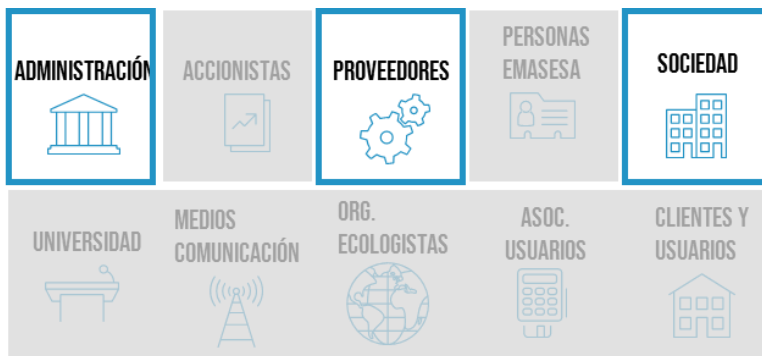 ADMINISTRACIÓN
ACCIONISTAS
PROVEEDORES
PERSONAS
EMASESA
SOCIEDAD
UNIVERSIDAD
MEDIOS
COMUNICACIÓN
ORG.
ECOLOGISTAS
ASOC.
USUARIOS
CLIENTES Y
USUARIOS